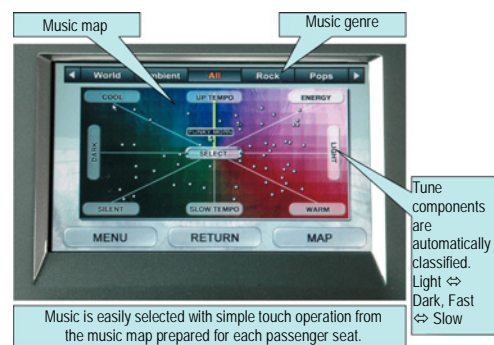 Music map
Music genre
World Ambient All Rock Pops
COOL UP TEMPO ENERGY
FUNKY MORE
DARK SELECT LIGHT
SILENT SLOW TEMPO WARM
MENU RETURN MAP
Tune
components
are
automatically
classified.
Light ⇔
Dark, Fast
⇔ Slow
Music is easily selected with simple touch operation from
the music map prepared for each passenger seat.